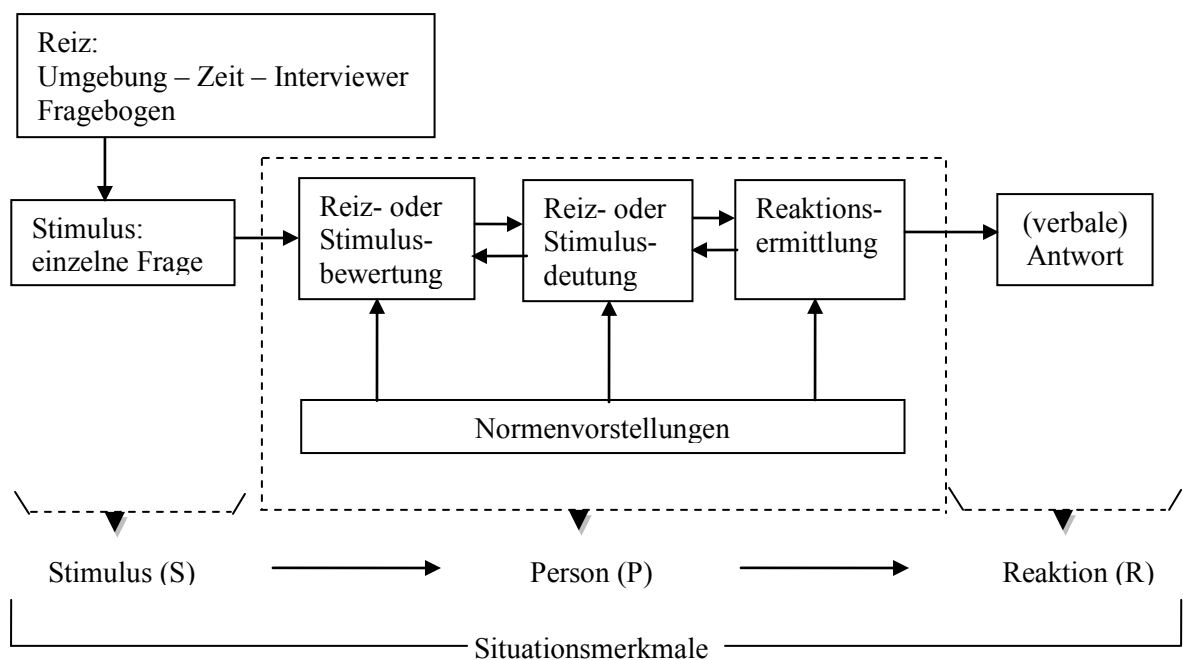 Reiz:
Umgebung – Zeit – Interviewer
Fragebogen
Stimulus:
einzelne Frage
Reiz- oder
Stimulus-
bewertung
Reiz- oder
Stimulus-
deutung
Reaktions-
ermittlung
(verbale)
Antwort
Normenvorstellungen
Stimulus (S)
Person (P)
Reaktion (R)
Situationsmerkmale